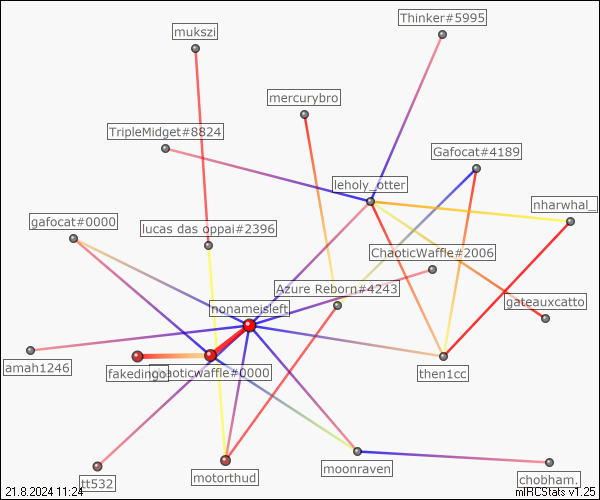 Thinker#5995
mukszi
mercurybro
TripleMidget#8824
Gafocat#4189
leholy_otter
nharwhal_
gafocat#0000
lucas das oppai#2396
ChaoticWaffle#2006
Azure Reborn#4243
gateauxcatto
nonameisleft
amah1246
fakeding
chaoticwaffle#0000
then1cc
tt532
motorthud
moonraven
chobham.
21.8.2024 11:24
mIRCStats v1.25